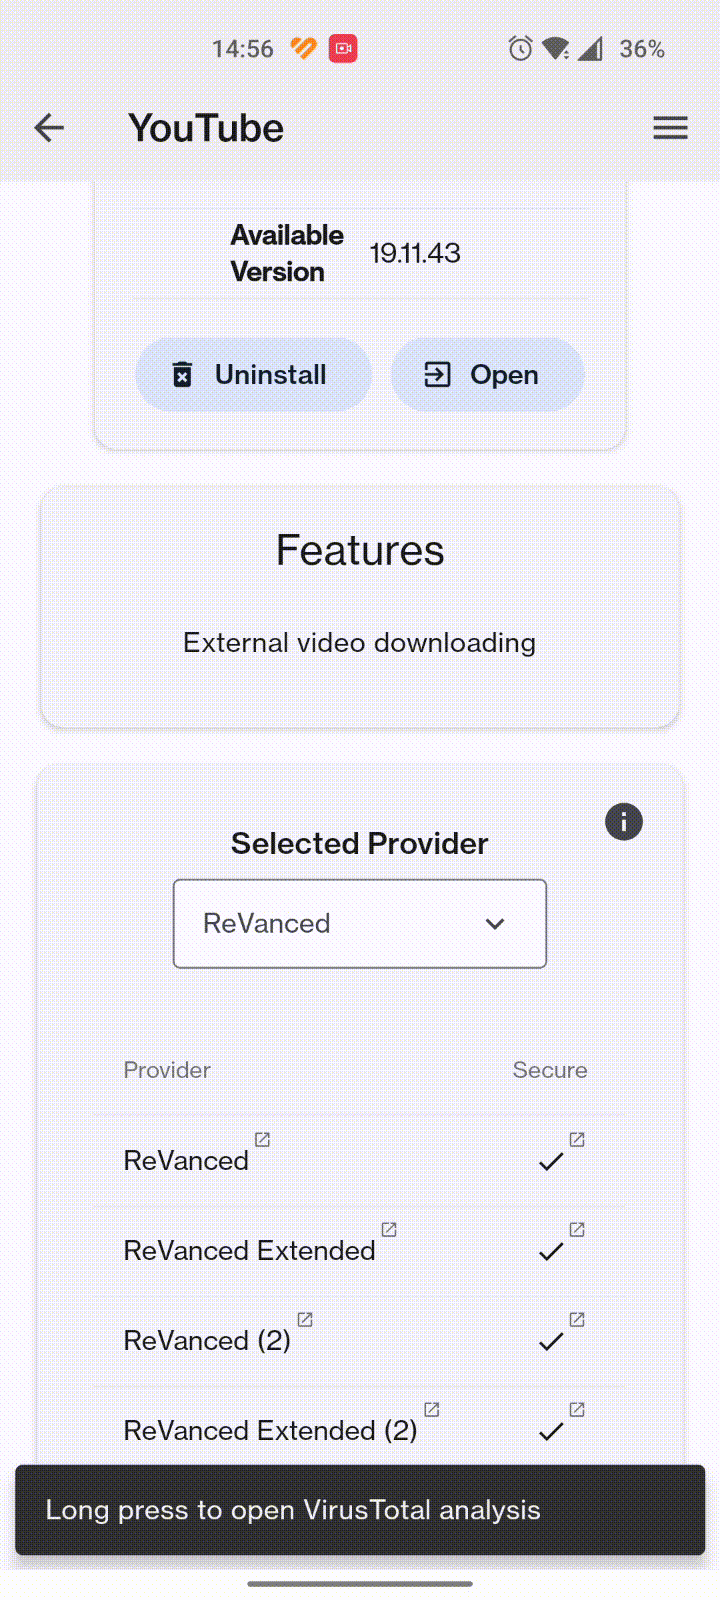 14:56
36%
YouTube
Available
Version
19.11.43
Uninstall
Open
Features
External video downloading
Selected Provider
ReVanced
Provider
Secure
ReVanced
ReVanced Extended
ReVanced (2)
ReVanced Extended (2)
Long press to open VirusTotal analysis